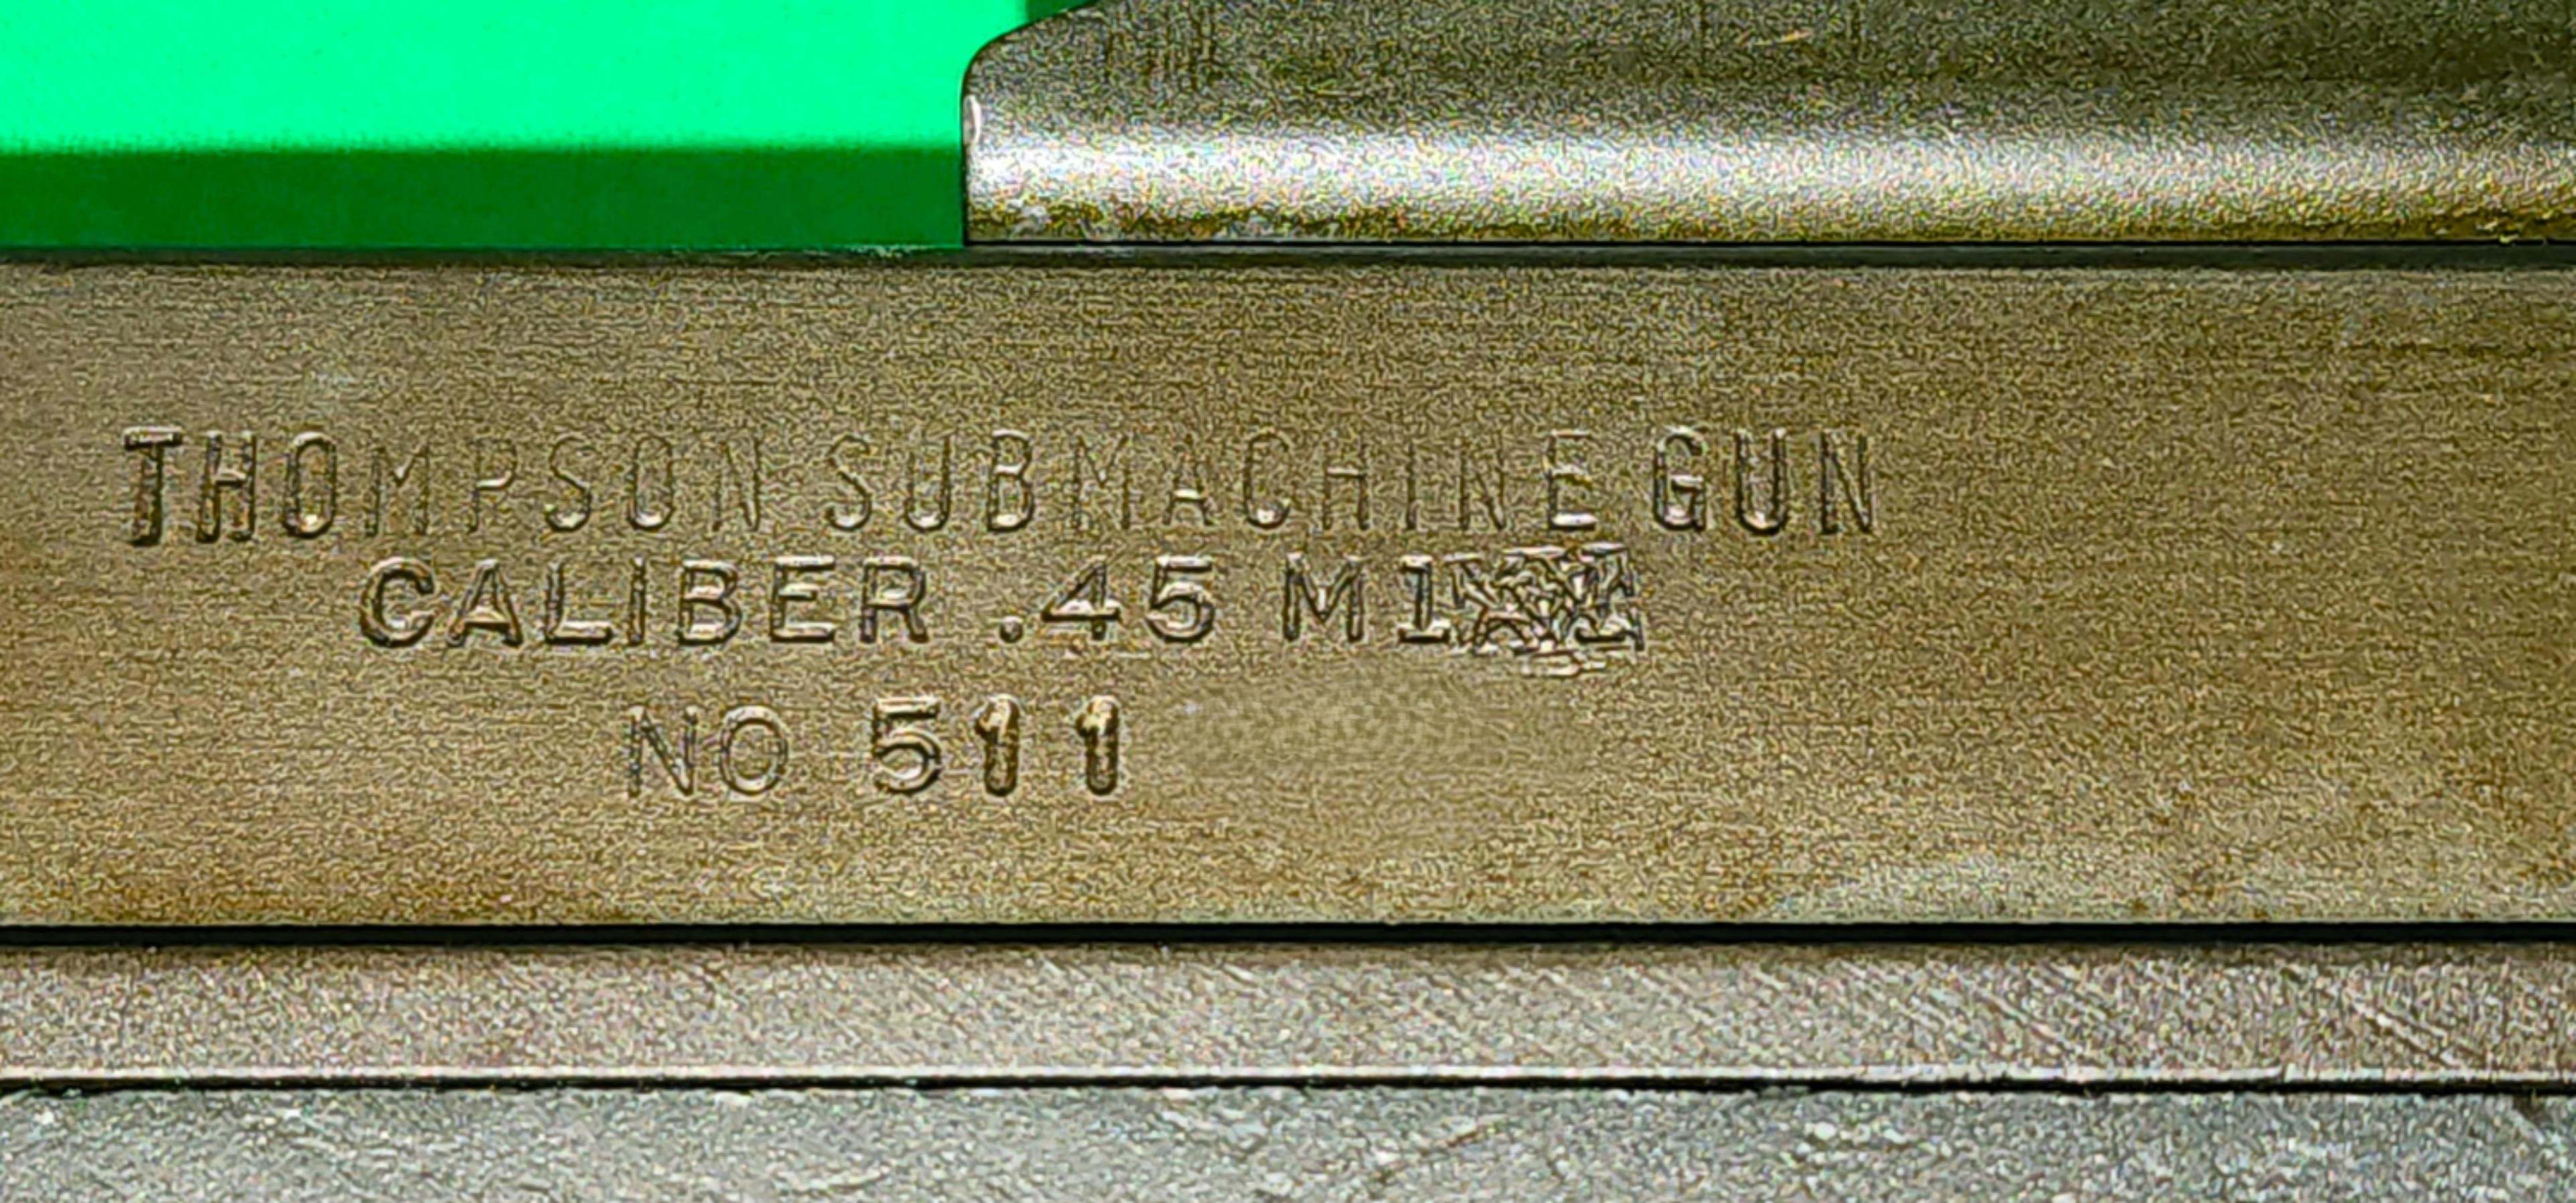 THOMPSON SUBMACHINE GUN
CALIBER .45 M1
NO 511